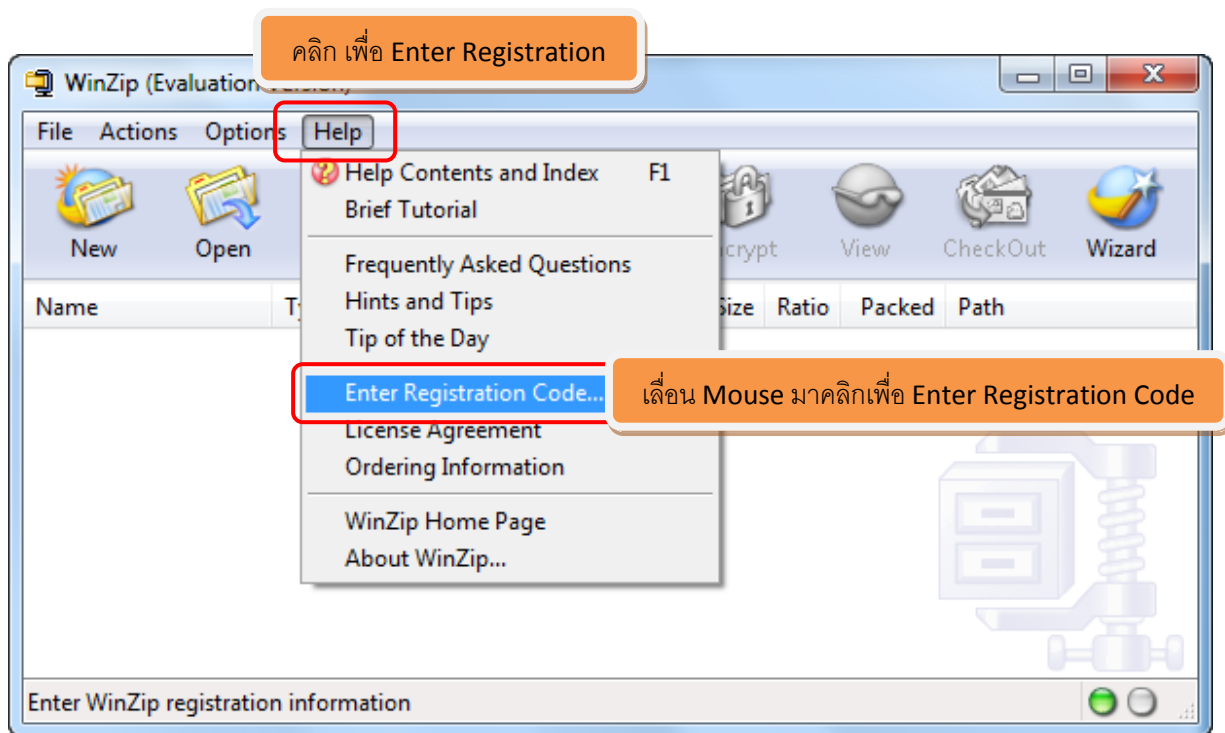 คลิก เพื่อ Enter Registration
WinZip (Evaluation
File Actions Options Help
Help Contents and Index F1
Brief Tutorial
New Open View CheckOut Wizard
Frequently Asked Questions
Name Size Ratio Packed Path
Hints and Tips
Tip of the Day
Enter Registration Code...
เลื่อน Mouse มาคลิกเพื่อ Enter Registration Code
License Agreement
Ordering Information
WinZip Home Page
About WinZip...
Enter WinZip registration information